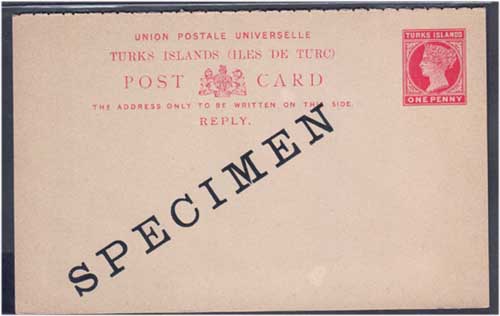 UNION POSTALE UNIVERSELLE
TURKS ISLANDS (ILES DE TURC)
POST CARD
THE ADDRESS ONLY TO BE WRITTEN ON THIS SIDE.
REPLY.
TURKS ISLANDS
ONE PENNY
SPECIMEN